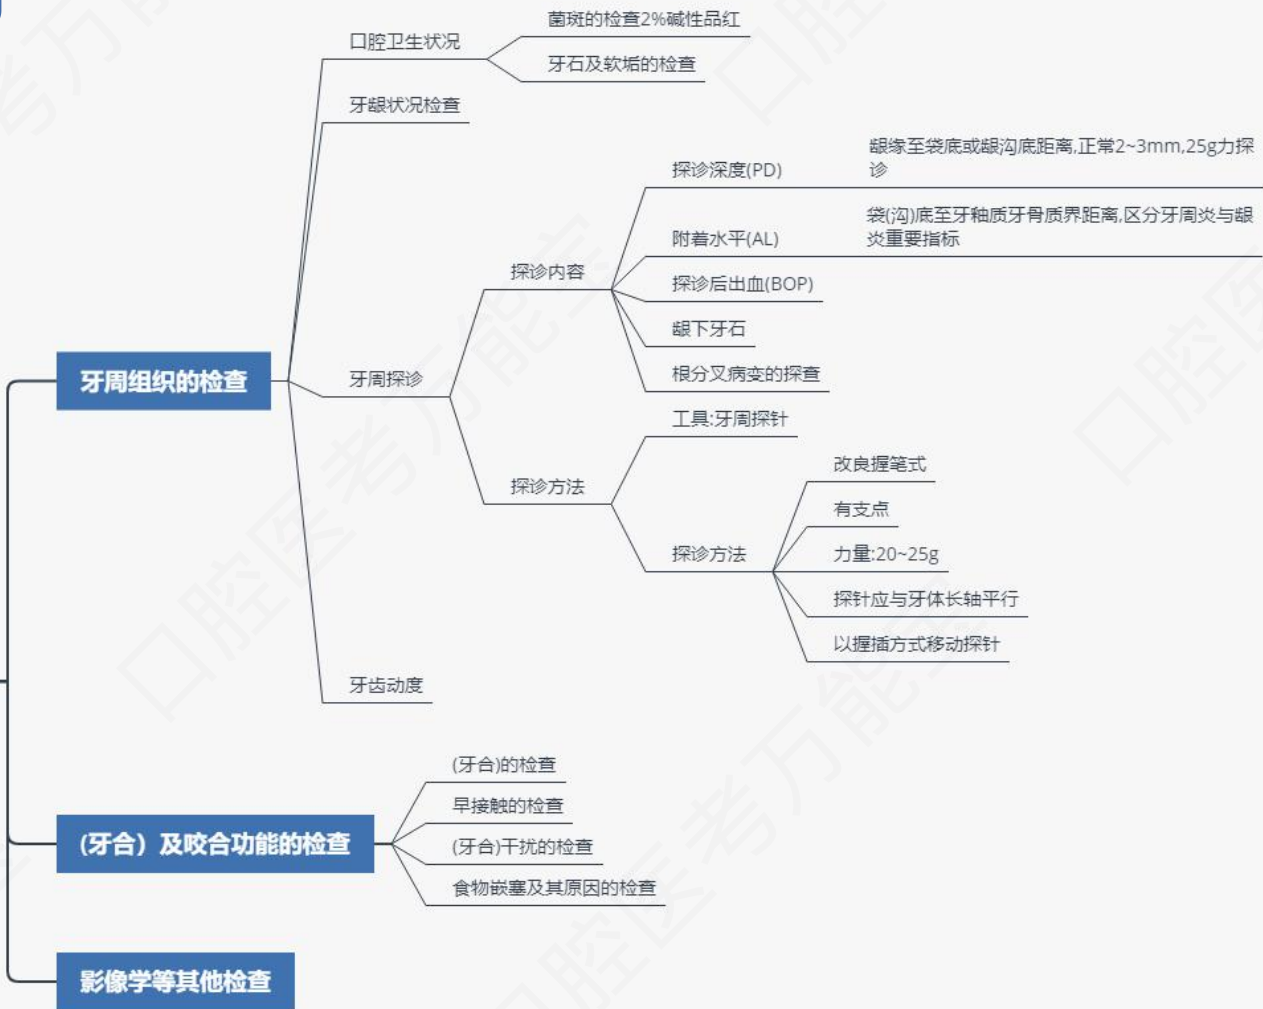 口腔卫生状况
菌斑的检查2%碱性品红
牙石及软垢的检查
牙龈状况检查
牙周组织的检查
牙周探诊
探诊内容
探诊深度(PD)
龈缘至袋底或龈沟底距离,正常2~3mm,25g力探
诊
附着水平(AL)
袋(沟)底至牙釉质牙骨质界距离,区分牙周炎与龈
炎重要指标
探诊后出血(BOP)
龈下牙石
根分叉病变的探查
探诊方法
工具:牙周探针
探诊方法
改良握笔式
有支点
力量:20~25g
探针应与牙体长轴平行
以握插方式移动探针
牙齿动度
(牙合）及咬合功能的检查
(牙合)的检查
早接触的检查
(牙合)干扰的检查
食物嵌塞及其原因的检查
影像学等其他检查
口腔医考万能宝